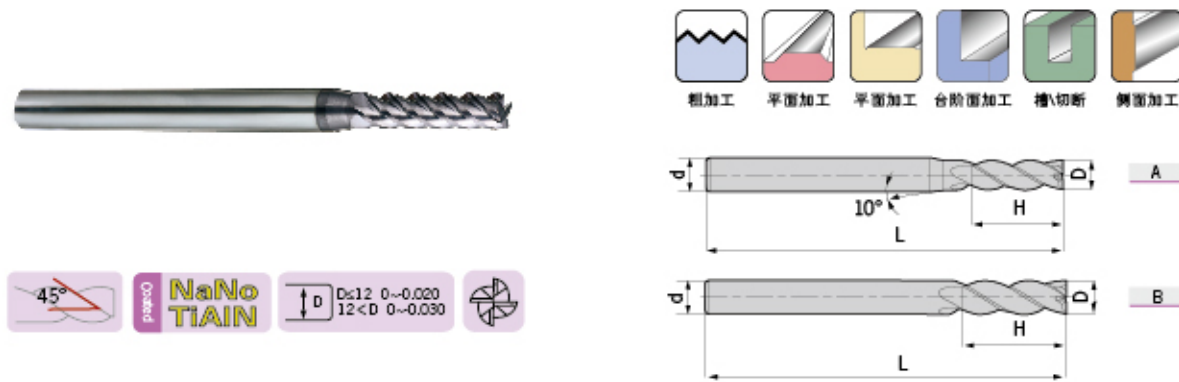 粗加工
平面加工
平面加工
台阶面加工
槽\切断
侧面加工
d
10°
H
L
D
A
45°
Coated
NaNo
TiAlN
D
D≤12 0~-0.020
12<D 0~-0.030
d
H
L
D
B